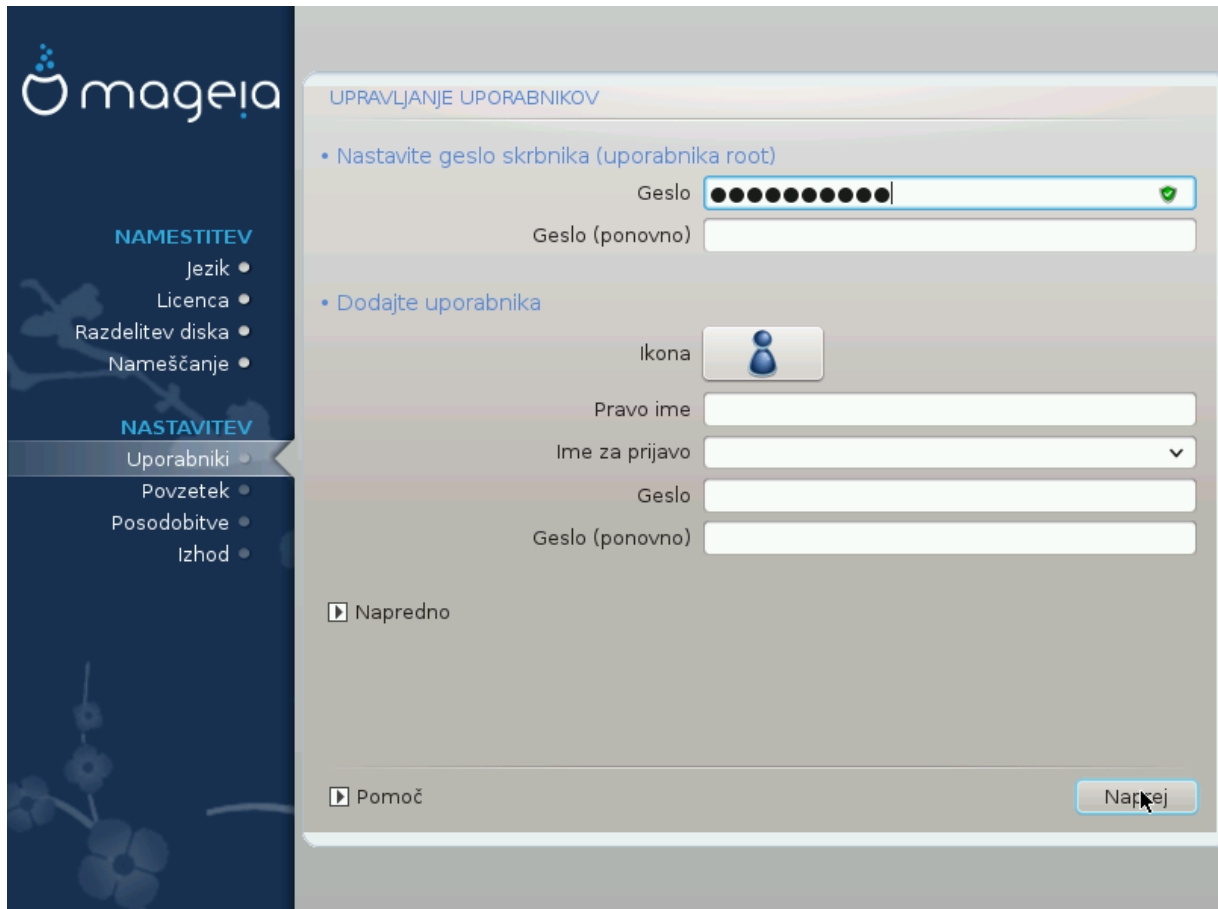 mageia
NAMESTITEV
Jezik
Licenca
Razdelitev diska
Nameščanje
NASTAVITEV
Uporabniki
Povzetek
Posodobitve
Izhod
UPRAVLJANJE UPORABNIKOV
• Nastavite geslo skrbnika (uporabnika root)
Geslo ●●●●●●●●●●
Geslo (ponovno)
• Dodajte uporabnika
Ikona
Pravo ime
Ime za prijavo
Geslo
Geslo (ponovno)
Napredno
Pomoč
Naprej